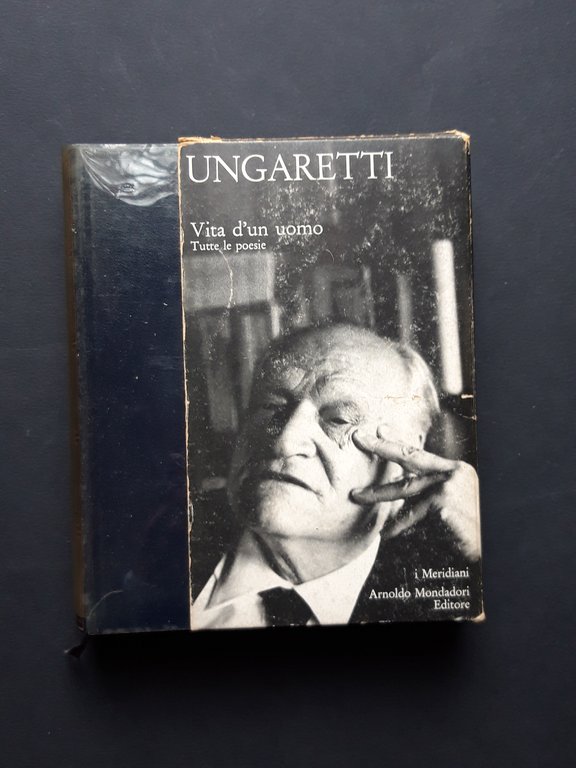 UNGARETTI
Vita d'un uomo
Tutte le poesie
i Meridiani
Arnoldo Mondadori
Editore